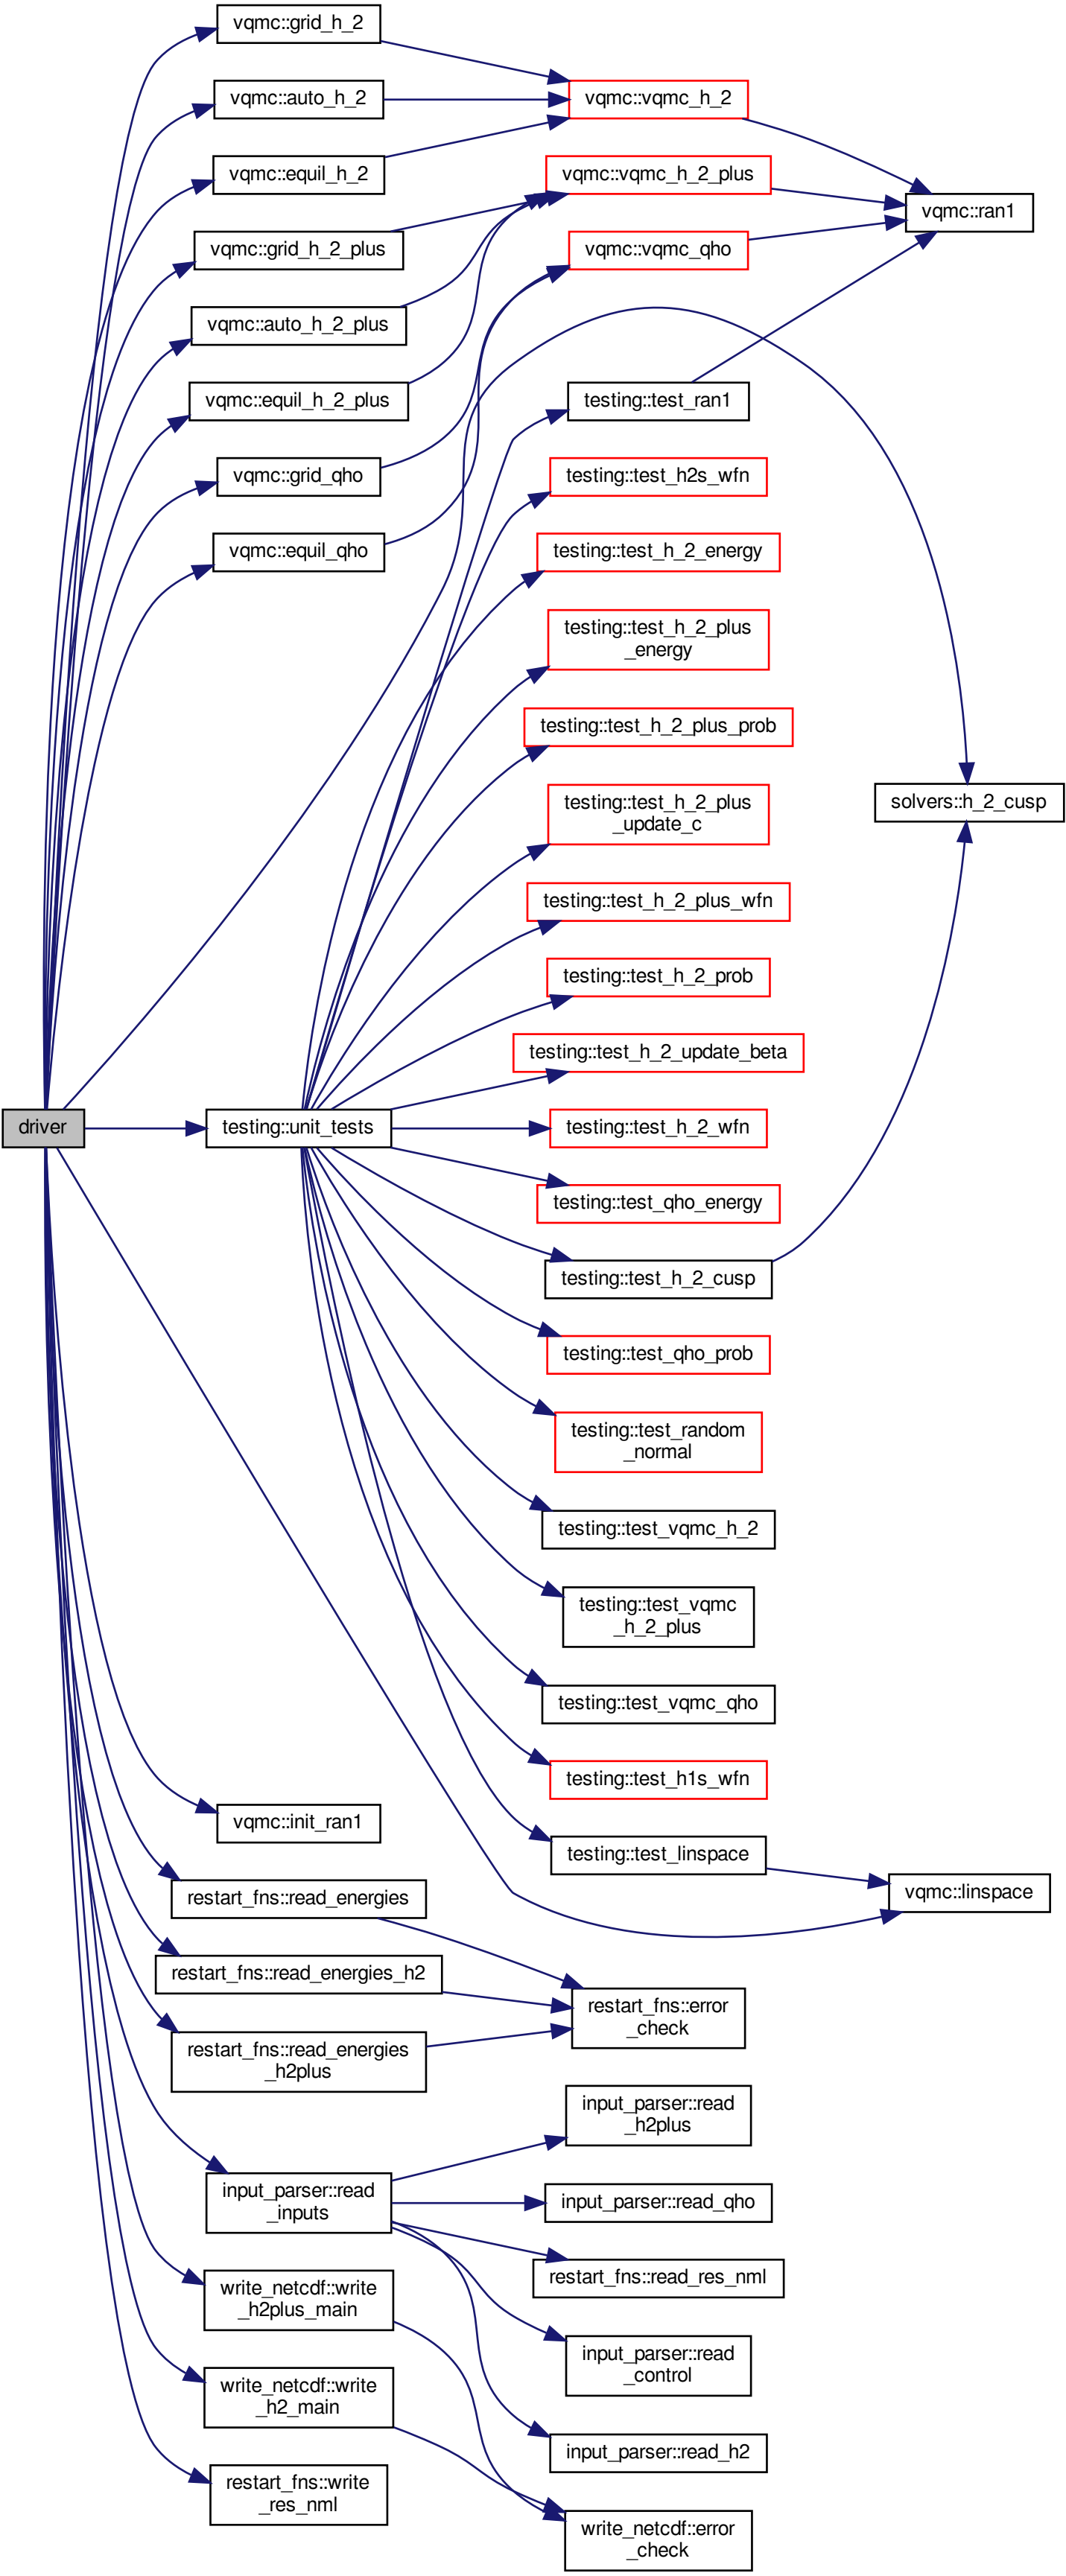 vqmc::grid_h_2
vqmc::auto_h_2
vqmc::vqmc_h_2
vqmc::equil_h_2
vqmc::vqmc_h_2_plus
vqmc::ran1
vqmc::grid_h_2_plus
vqmc::vqmc_qho
vqmc::auto_h_2_plus
vqmc::equil_h_2_plus
testing::test_ran1
vqmc::grid_qho
testing::test_h2s_wfn
vqmc::equil_qho
testing::test_h_2_energy
testing::test_h_2_plus
_energy
testing::test_h_2_plus_prob
testing::test_h_2_plus
_update_c
solvers::h_2_cusp
testing::test_h_2_plus_wfn
testing::test_h_2_prob
testing::test_h_2_update_beta
driver
testing::unit_tests
testing::test_h_2_wfn
testing::test_qho_energy
testing::test_h_2_cusp
testing::test_qho_prob
testing::test_random
_normal
testing::test_vqmc_h_2
testing::test_vqmc
_h_2_plus
testing::test_vqmc_qho
testing::test_h1s_wfn
vqmc::init_ran1
testing::test_linspace
restart_fns::read_energies
vqmc::linspace
restart_fns::read_energies_h2
restart_fns::error
_check
restart_fns::read_energies
_h2plus
input_parser::read
_h2plus
input_parser::read
_inputs
input_parser::read_qho
restart_fns::read_res_nml
write_netcdf::write
_h2plus_main
input_parser::read
_control
write_netcdf::write
_h2_main
input_parser::read_h2
restart_fns::write
_res_nml
write_netcdf::error
_check